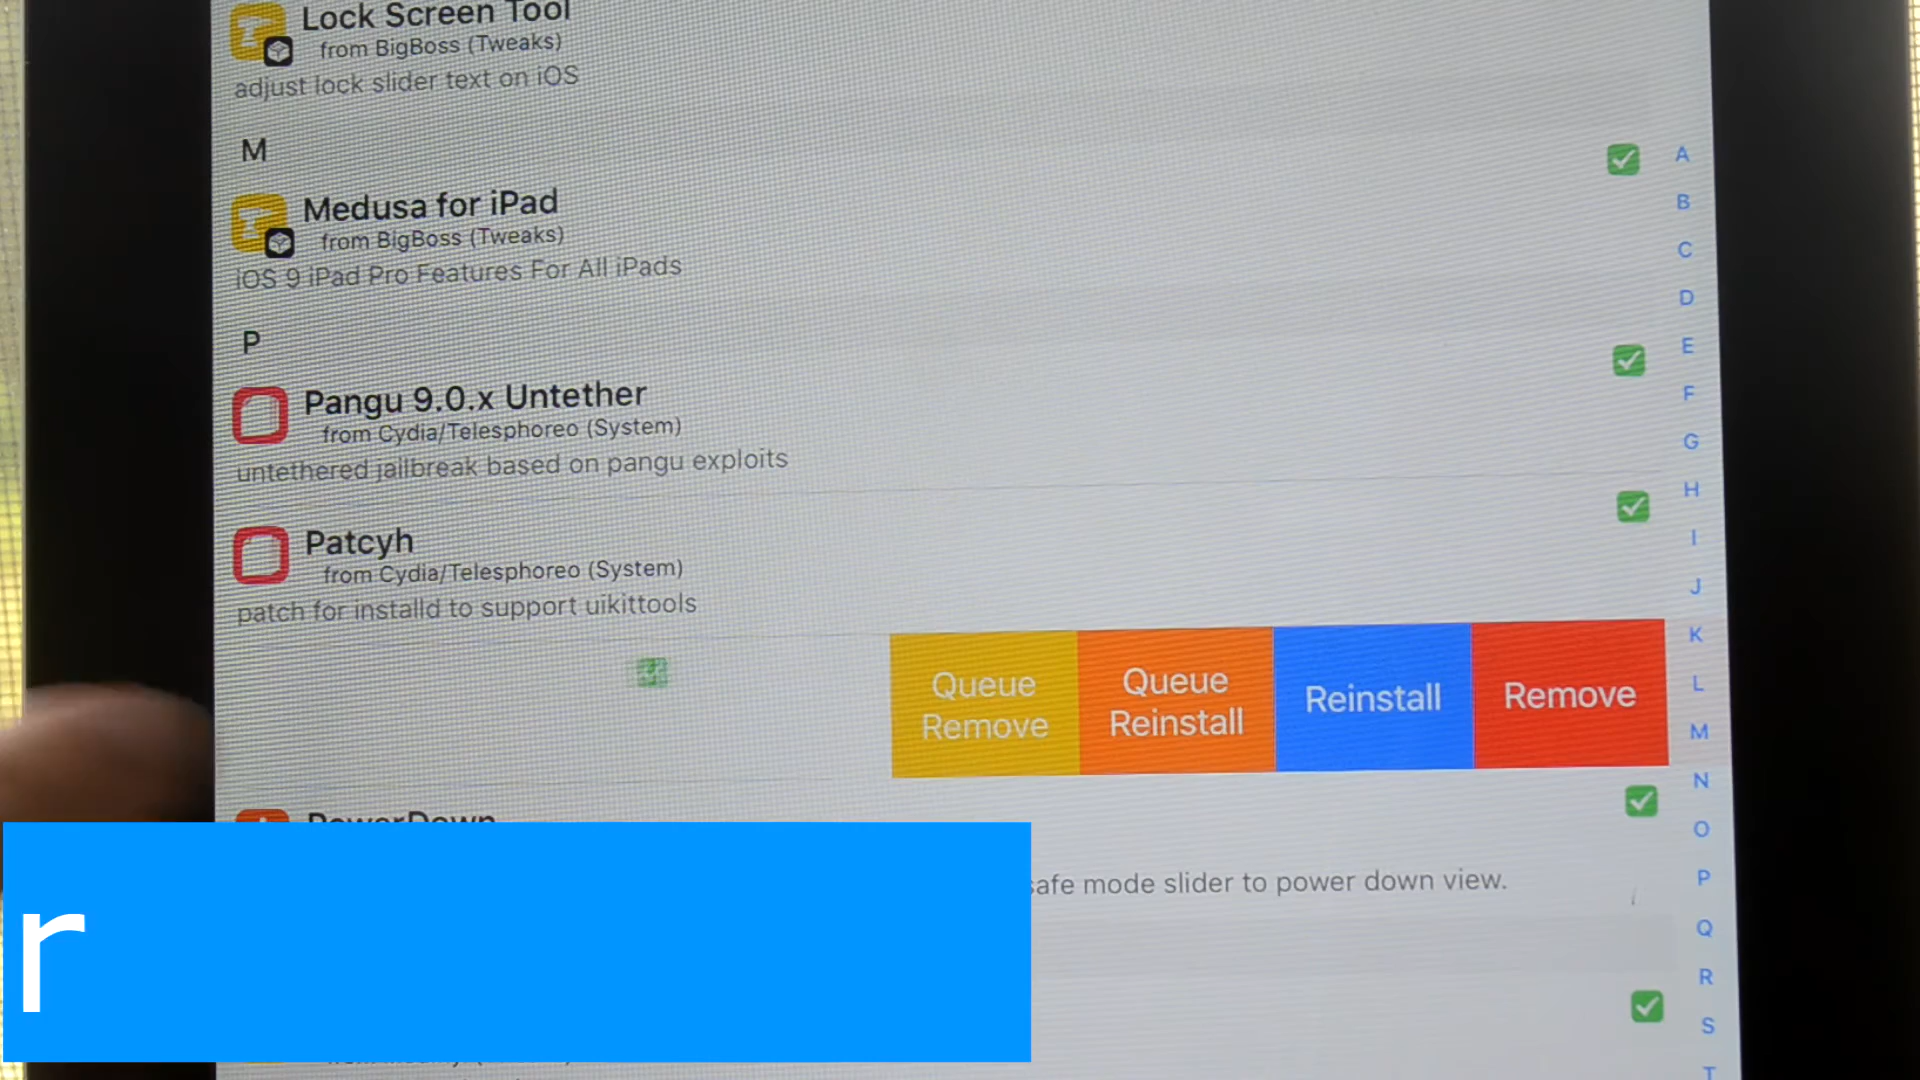 Lock Screen Tool
from BigBoss (Tweaks)
adjust lock slider text on iOS
M
Medusa for iPad
from BigBoss (Tweaks)
iOS 9 iPad Pro Features For All iPads
P
Pangu 9.0.x Untether
from Cydia/Telesphoreo (System)
untethered jailbreak based on pangu exploits
Patcyh
from Cydia/Telesphoreo (System)
patch for installd to support uikittools
Queue Remove
Queue Reinstall
Reinstall
Remove
PowerDown
safe mode slider to power down view.
r
A
B
C
D
E
F
G
H
I
J
K
L
M
N
O
P
Q
R
S
T